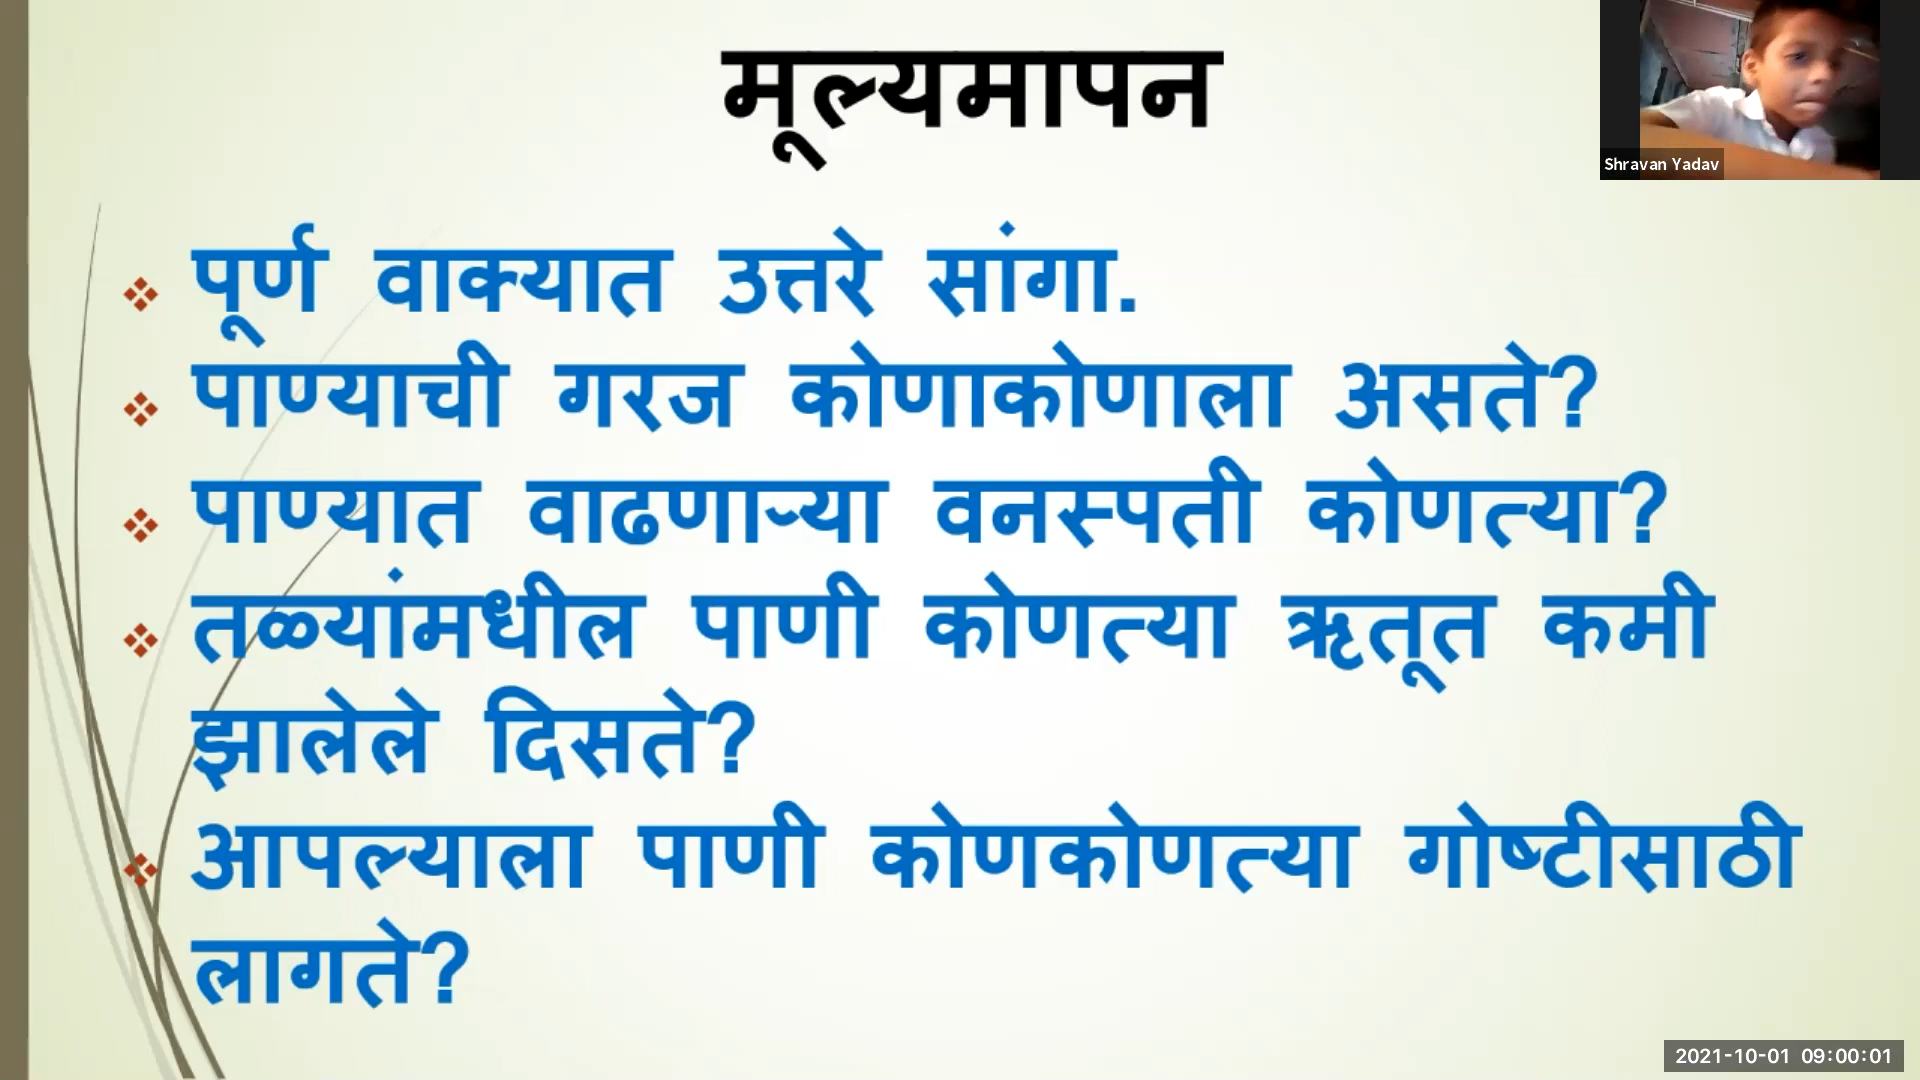 मूल्यमापन
Shravan Yadav
पूर्ण वाक्यात उत्तरे सांगा.
पाण्याची गरज कोणाकोणाला असते?
पाण्यात वाढणाऱ्या वनस्पती कोणत्या?
तळ्यांमधील पाणी कोणत्या ऋतूत कमी
झालेले दिसते?
आपल्याला पाणी कोणकोणत्या गोष्टीसाठी
लागते?
2021-10-01 09:00:01